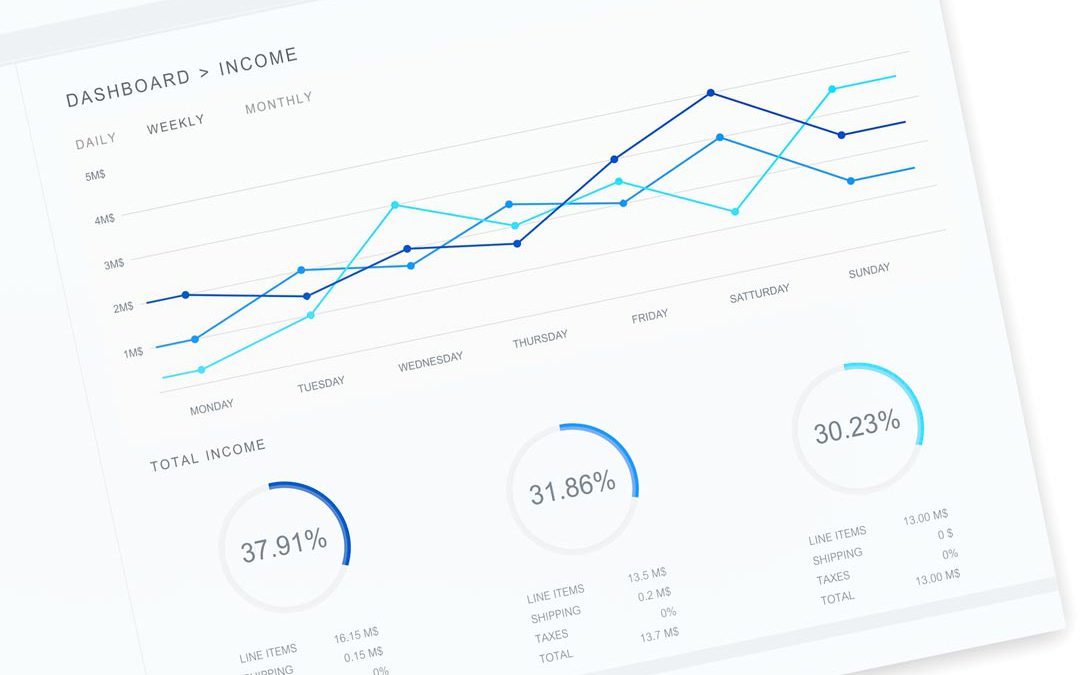 DASHBOARD > INCOME
DAILY WEEKLY MONTHLY
5M$
4M$
3M$
2M$
1M$
MONDAY TUESDAY WEDNESDAY THURSDAY FRIDAY SATTURDAY SUNDAY
TOTAL INCOME
37.91%
LINE ITEMS 16.15 M$
SHIPPING 0.15 M$
0%
31.86%
LINE ITEMS 13.5 M$
SHIPPING 0.2 M$
TAXES 0%
TOTAL 13.7 M$
30.23%
LINE ITEMS 13.00 M$
SHIPPING 0 $
TAXES 0%
TOTAL 13.00 M$